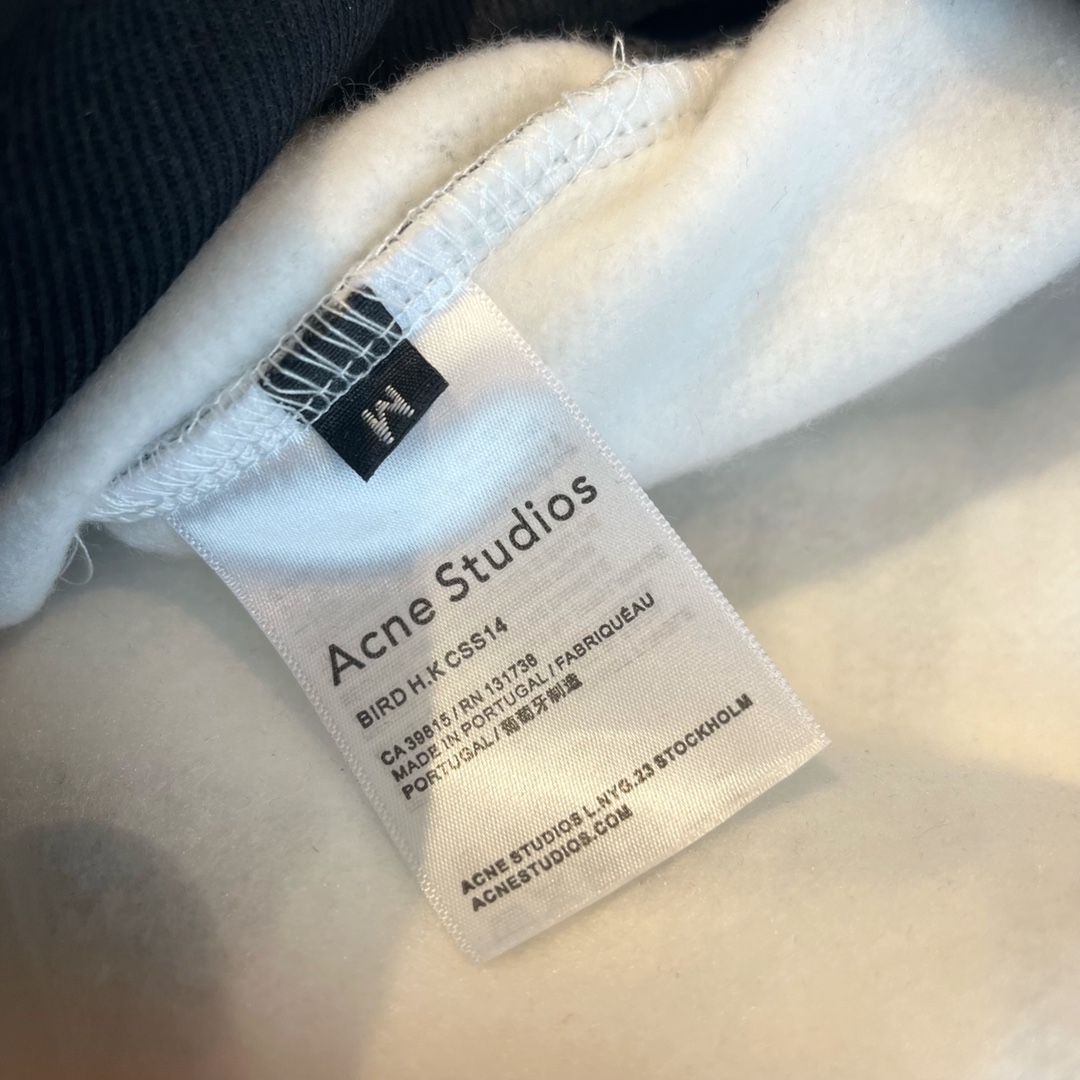 M
Acne Studios
BIRD H.K CSS14
CA 39815 / RN 131738
MADE IN PORTUGAL / FABRIQUÉAU
PORTUGAL / 葡萄牙制造
ACNE STUDIOS L.NYG.23 STOCKHOLM
ACNESTUDIOS.COM